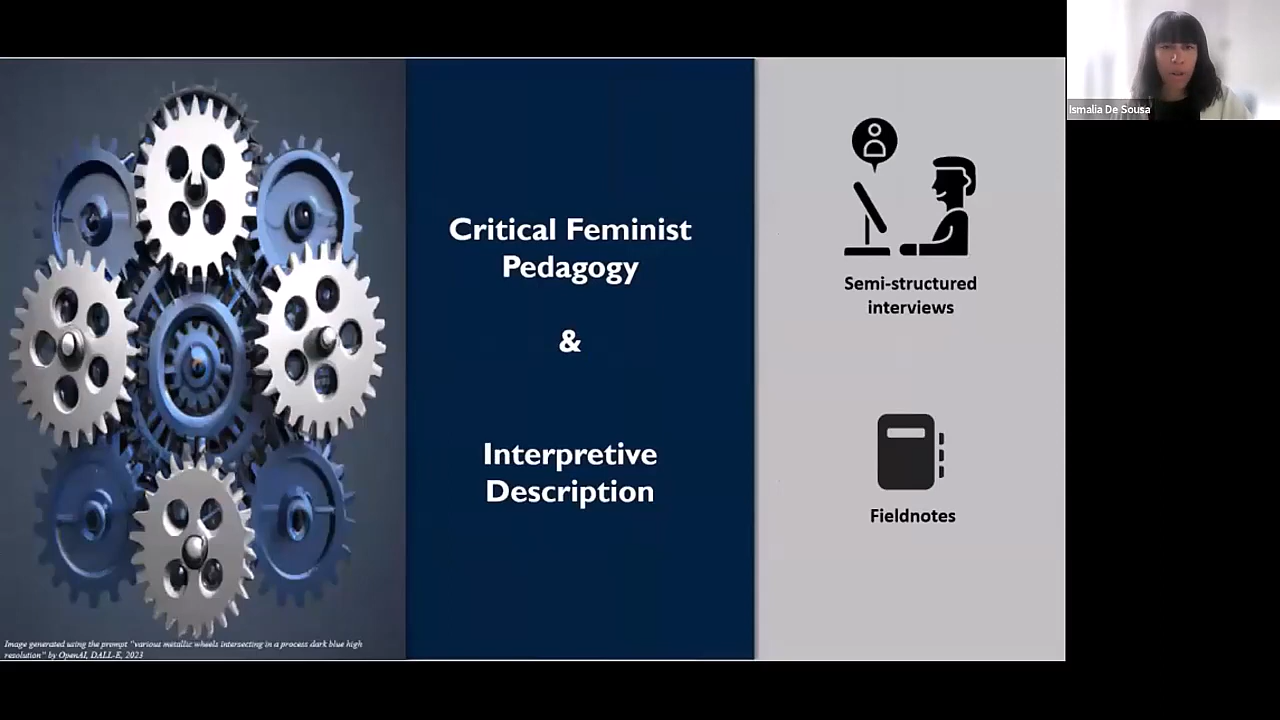 Critical Feminist
Pedagogy
&
Interpretive
Description
Semi-structured
interviews
Fieldnotes
Image generated using the prompt "various metallic wheels intersecting in a process dark blue high
resolution" by OpenAI, DALL-E, 2023
Ismalia De Sousa